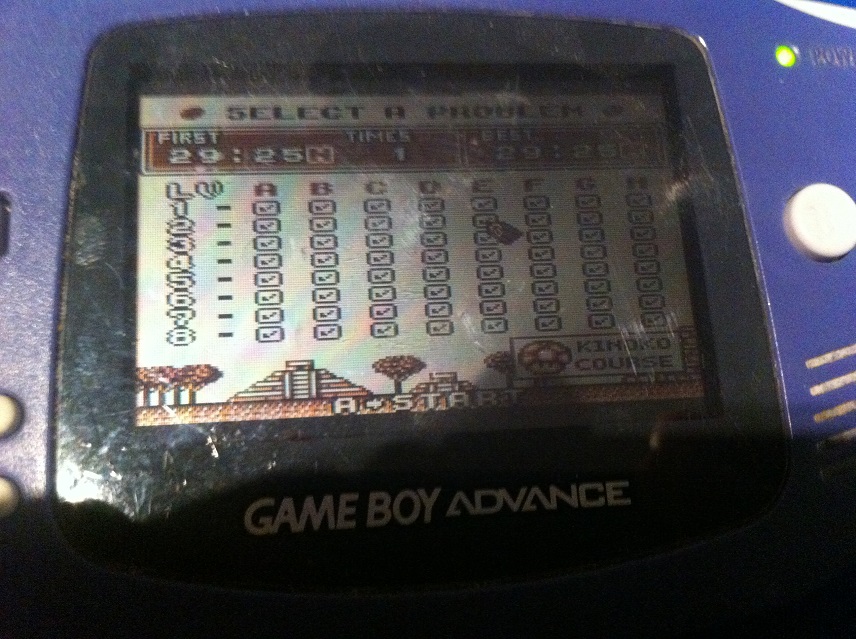 SELECT A PROBLEM
FIRST TIMES BEST
29:25 1 29:25
A B C D E F G H
1
2
3
4
5
6
7
8
KINOKO
COURSE
A→START
GAME BOY ADVANCE